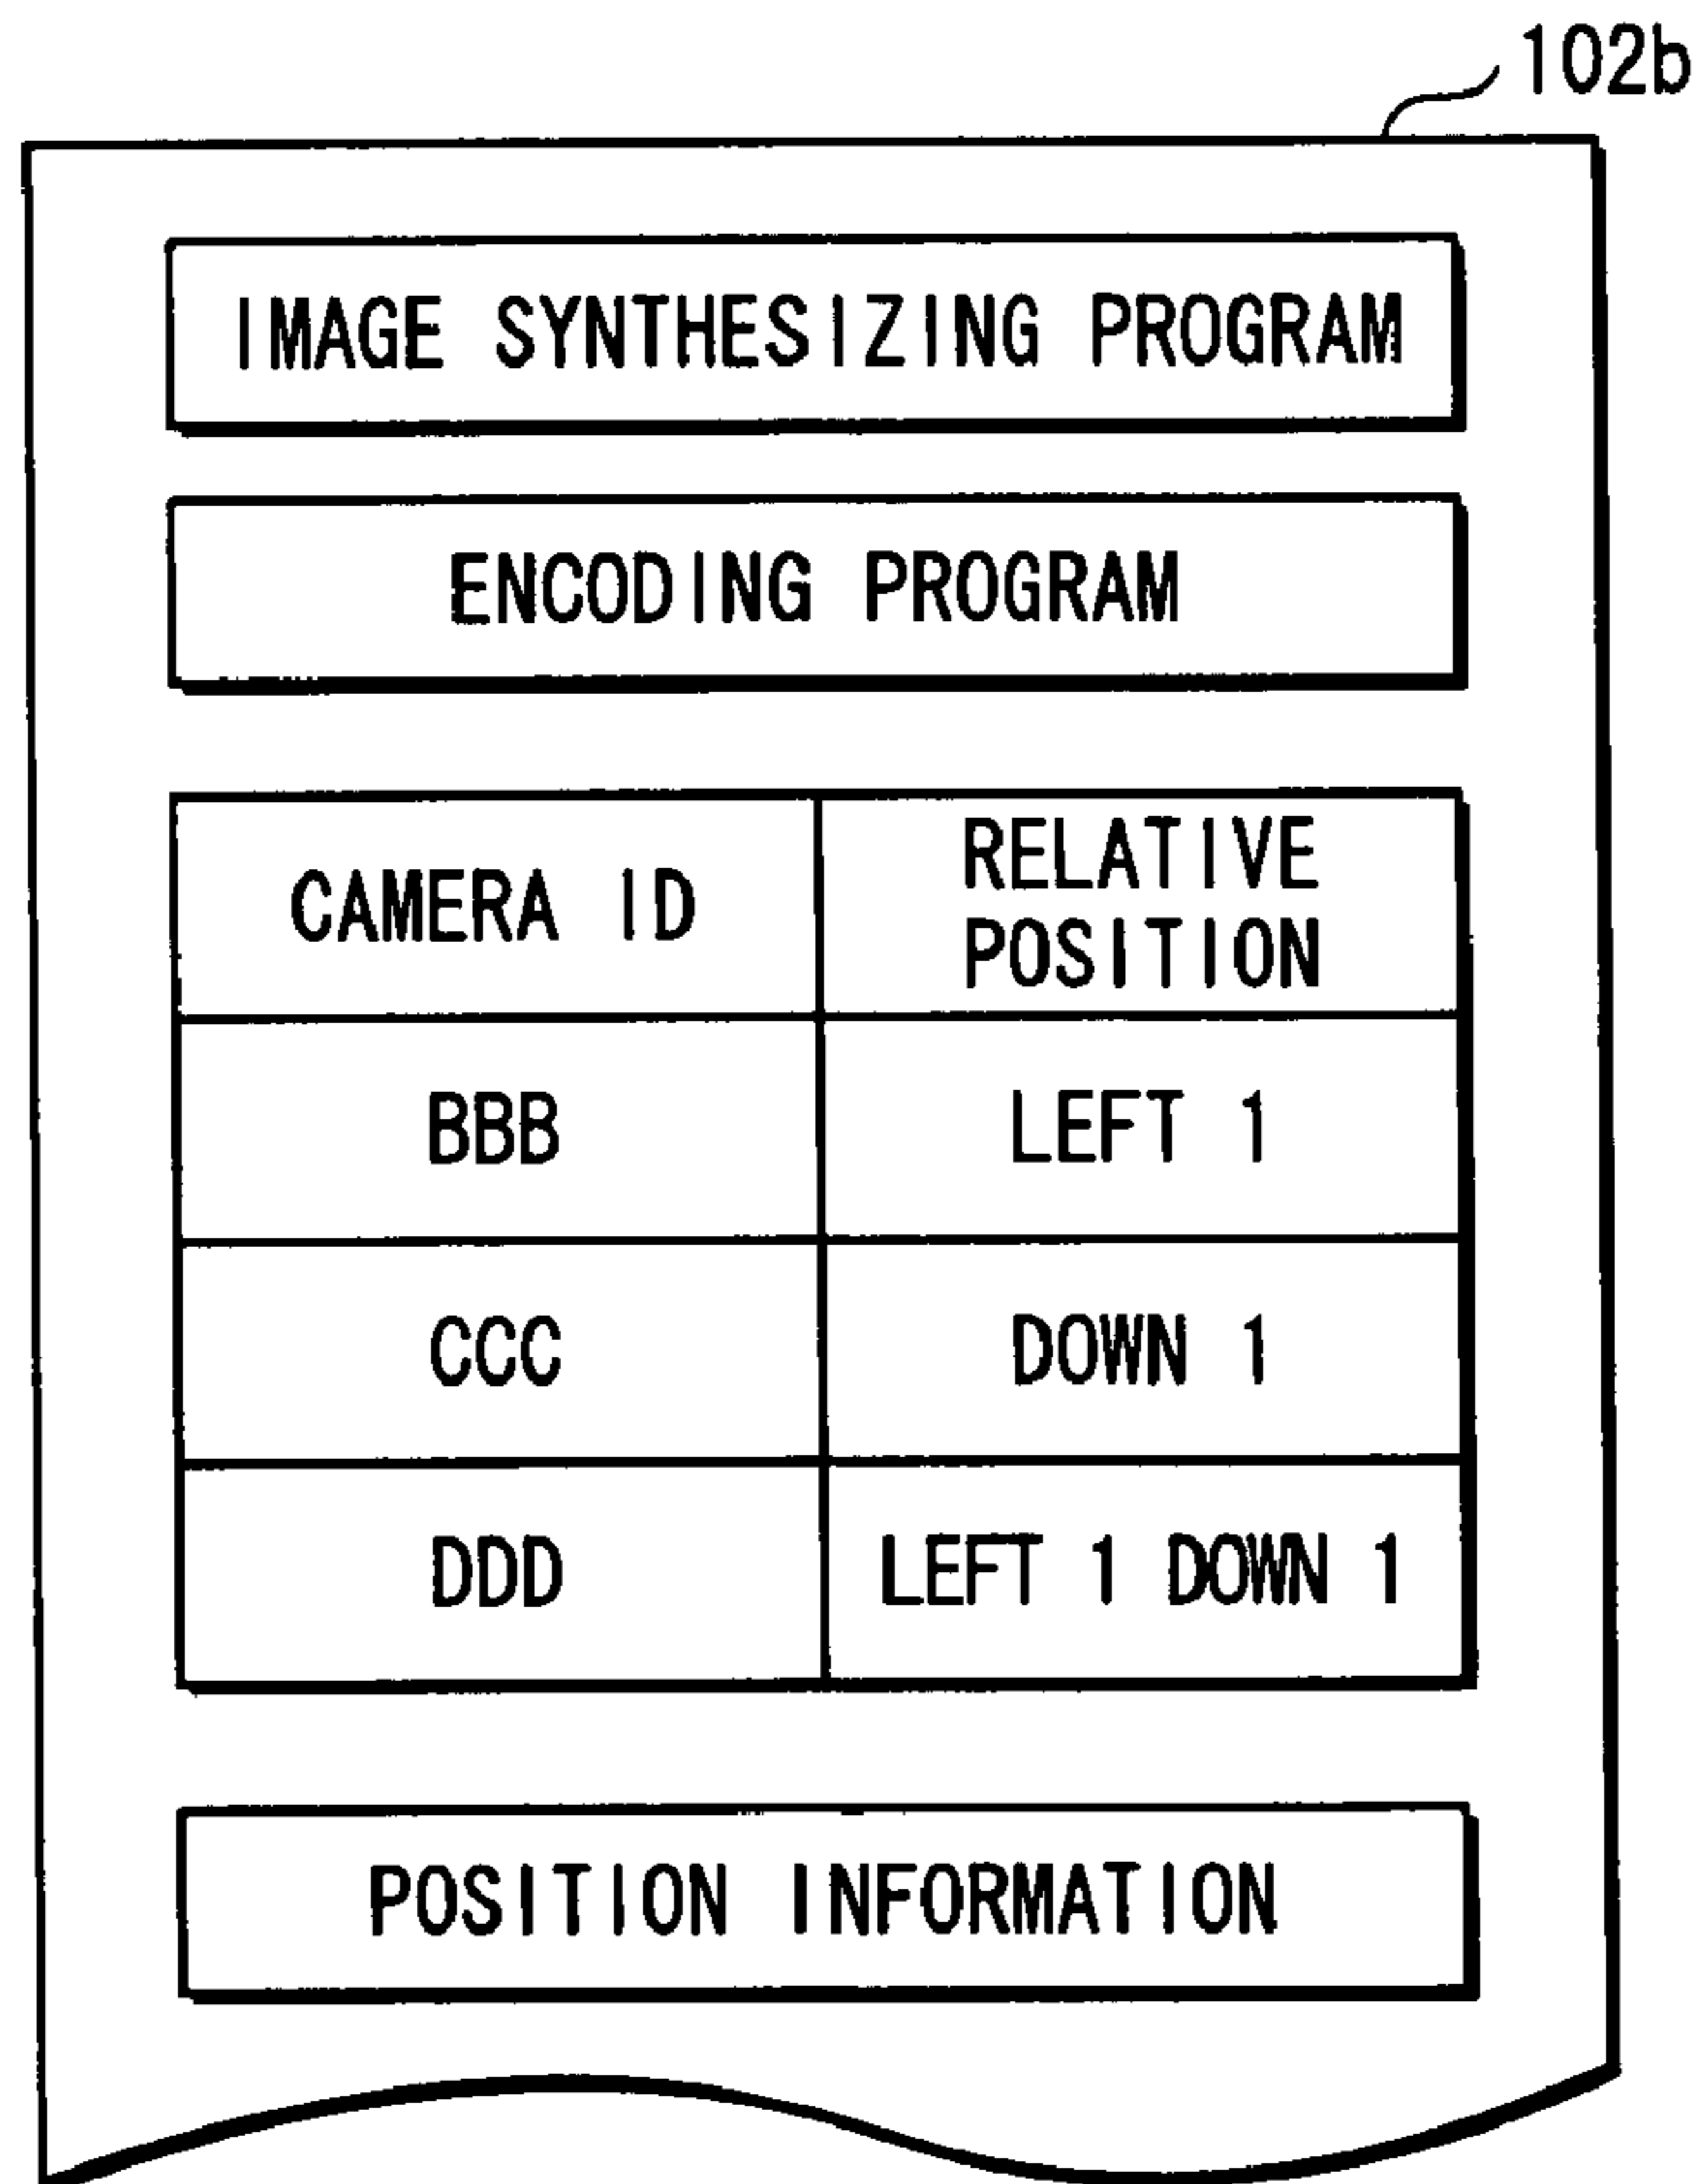 102b
IMAGE SYNTHESIZING PROGRAM
ENCODING PROGRAM
CAMERA ID
RELATIVE
POSITION
BBB
LEFT 1
CCC
DOWN 1
DDD
LEFT 1 DOWN 1
POSITION INFORMATION